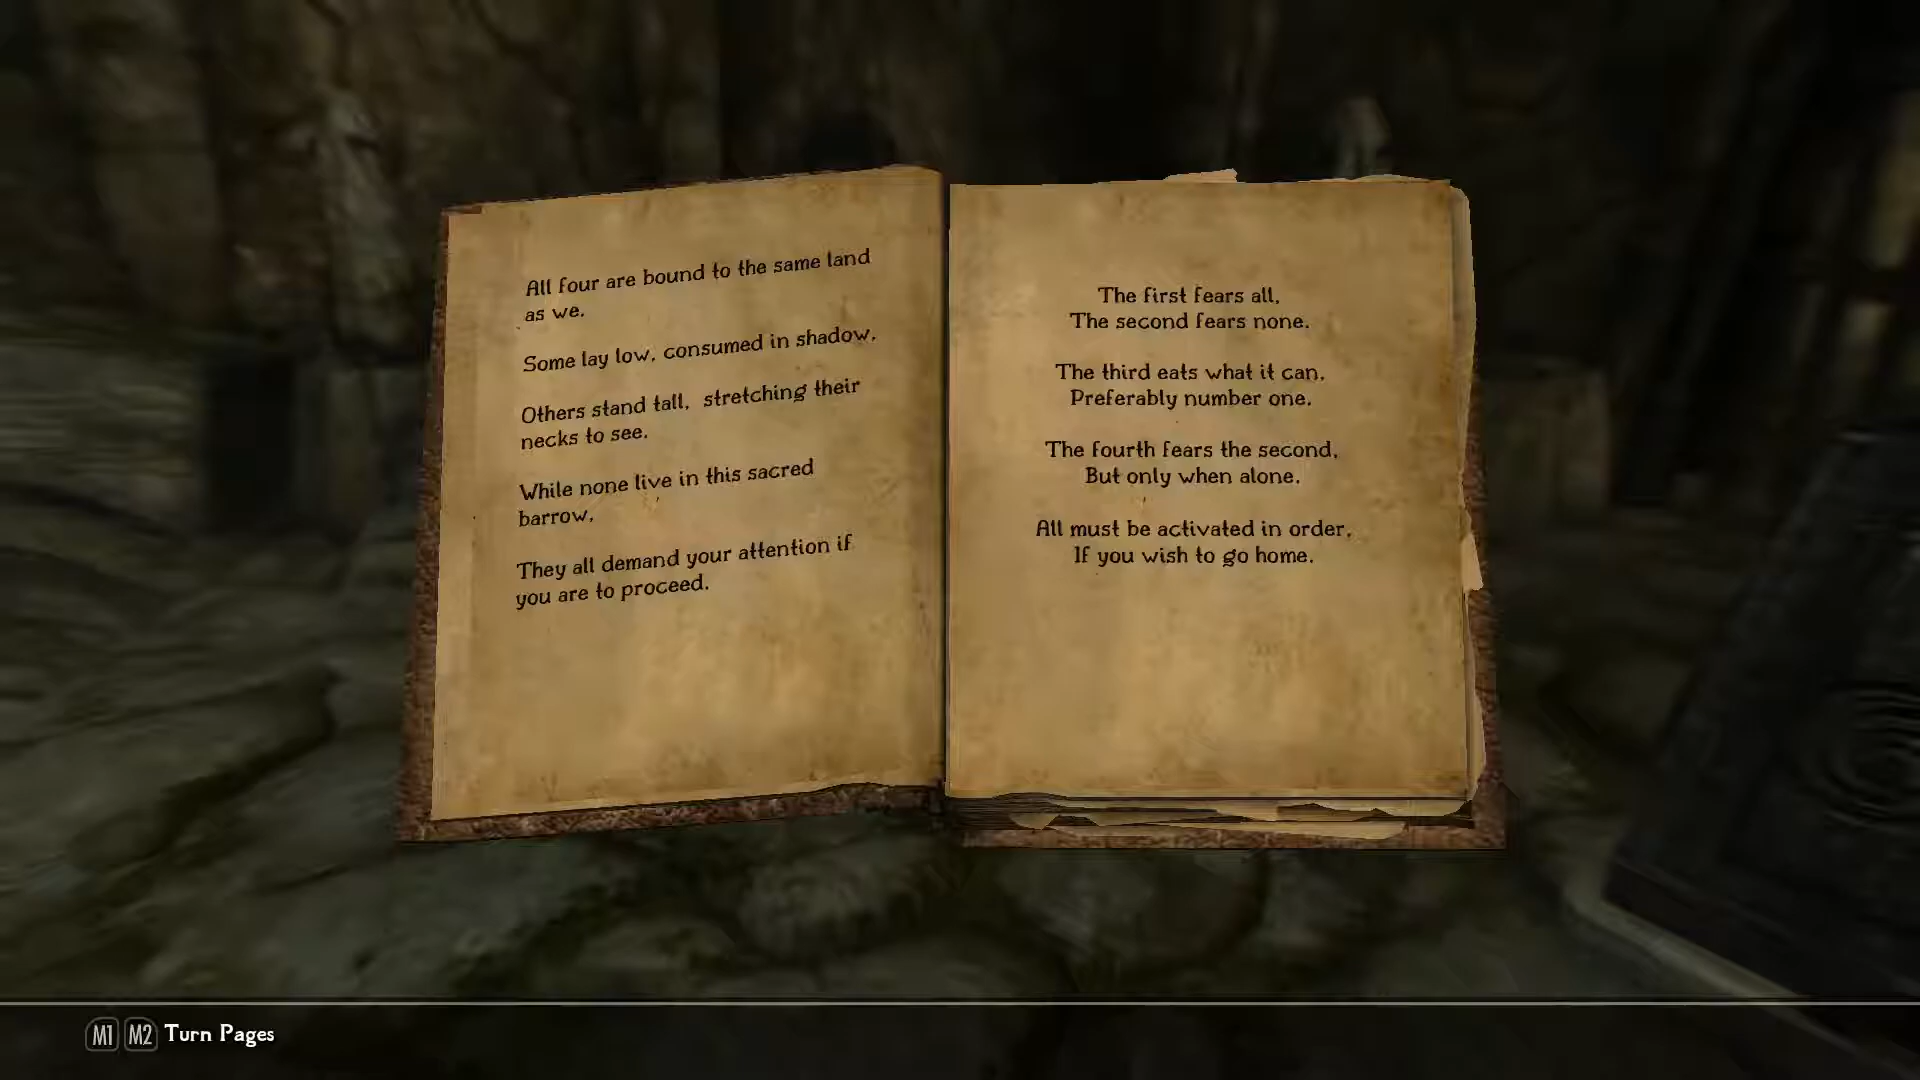 All four are bound to the same land
as we.
Some lay low, consumed in shadow,
Others stand tall, stretching their
necks to see.
While none live in this sacred
barrow,
They all demand your attention if
you are to proceed.
The first fears all,
The second fears none.
The third eats what it can,
Preferably number one.
The fourth fears the second,
But only when alone.
All must be activated in order,
If you wish to go home.
M1 M2 Turn Pages